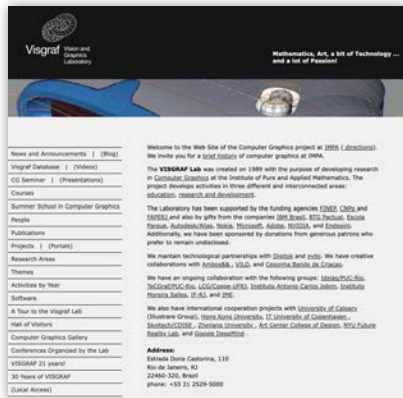 Visgraf
Vision and
Graphics
Laboratory
Mathematics, Art, a bit of Technology ...
and a lot of Passion!
News and Announcements | (Blog)
Visgraf Database | (Videos)
CG Seminar | (Presentations)
Courses
Summer School in Computer Graphics
People
Publications
Projects | (Portals)
Research Areas
Themes
Activities by Year
Software
A Tour to the Visgraf Lab
Hall of Visitors
Computer Graphics Gallery
Conferences Organized by the Lab
VISGRAF 21 years!
30 Years of VISGRAF
(Local Access)
Welcome to the Web Site of the Computer Graphics project at IMPA ( directions).
We invite you for a brief history of computer graphics at IMPA.
The VISGRAF Lab was created on 1989 with the purpose of developing research
in Computer Graphics at the Institute of Pure and Applied Mathematics. The
project develops activities in three different and interconnected areas:
education, research and development.
The Laboratory has been supported by the funding agencies FINEP, CNPq and
FAPERJ and also by gifts from the companies IBM Brasil, BTG Pactual, Escola
Parque, Autodesk/Alias, Nokia, Microsoft, Adobe, NVIDIA, and Endpoint.
Additionally, we have been sponsored by donations from generous patrons who
prefer to remain undisclosed.
We mantain technological partnerships with Digitok and evllo. We have creative
collaborations with Ambos&&, VILD, and Cegonha Bando de Criação.
We have an ongoing collaboration with the following groups: Ideias/PUC-Rio,
TeCGraf/PUC-Rio, LCG/Coppe-UFRJ, Instituto Antonio Carlos Jobim, Instituto
Moreira Salles, IF-RJ, and IME.
We also have international cooperation projects with University of Calgary
(Illustrare Group), Hong Kong University, IT University of Copenhagen ,
Skoltech/CDISE , Zhejiang University , Art Center College of Design, NYU Future
Reality Lab, and Google DeepMind .
Address:
Estrada Dona Castorina, 110
Rio de Janeiro, RJ
22460-320, Brazil
phone: +55 21 2529-5000